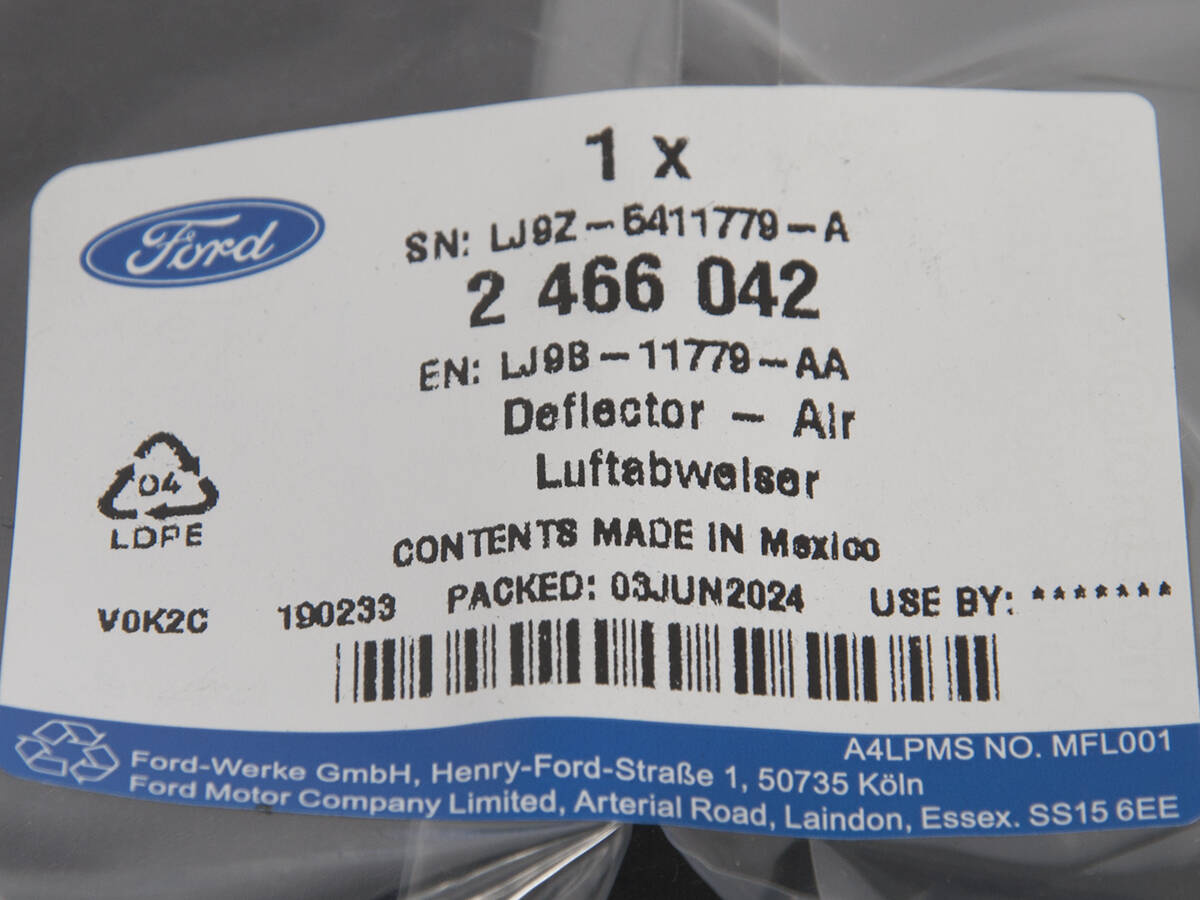 1 x
Ford
SN: LJ9Z-5411779-A
2 466 042
EN: LJ9B-11779-AA
Deflector - Air
Luftabweiser
04
LDPE
CONTENTS MADE IN Mexico
V0K2C 190233 PACKED: 03JUN2024 USE BY: *******
A4LPMS NO. MFL001
Ford-Werke GmbH, Henry-Ford-Straße 1, 50735 Köln
Ford Motor Company Limited, Arterial Road, Laindon, Essex. SS15 6EE